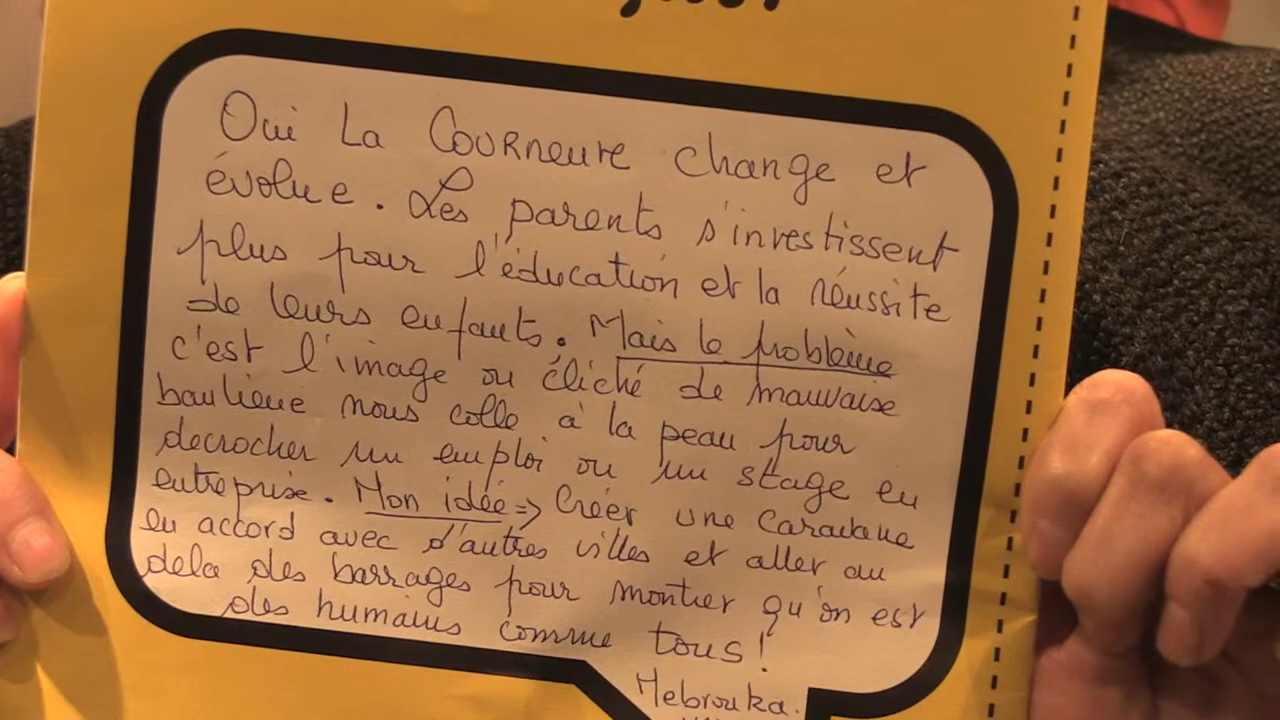 Oui La Courneuve change et
évolue. Les parents s'investissent
plus pour l'éducation et la réussite
de leurs enfants. Mais le problème
c'est l'image ou cliché de mauvaise
banlieue nous colle à la peau pour
decrocher un emploi ou un stage en
entreprise. Mon idée => Créer une Caravane
en accord avec d'autres villes et aller au
dela des barrages pour montrer qu'on est
des humains comme tous!
Mebrouka.